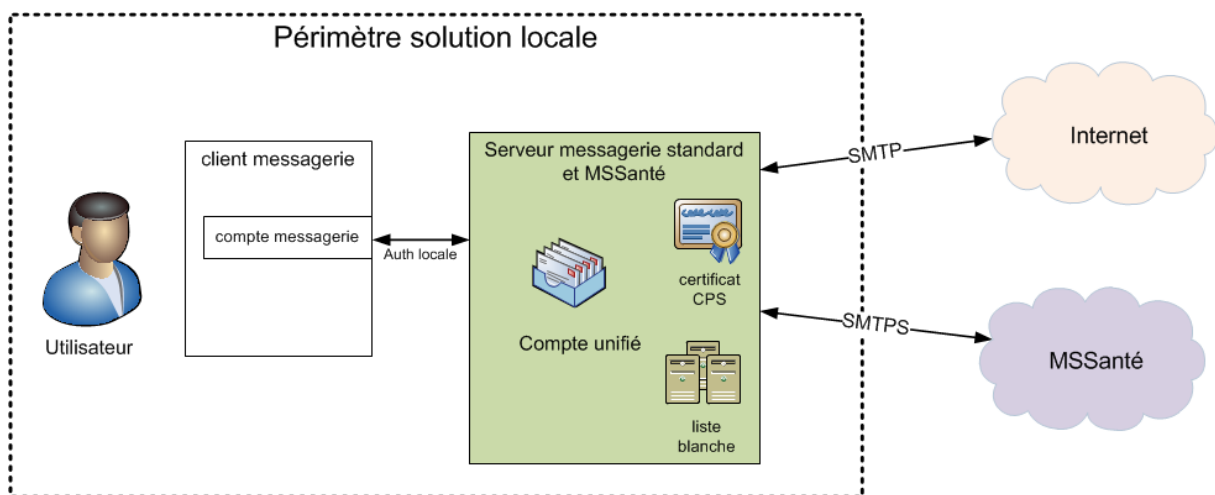 Périmètre solution locale
client messagerie
compte messagerie
Utilisateur
Auth locale
Serveur messagerie standard
et MSSanté
certificat
CPS
Compte unifié
liste
blanche
SMTP
Internet
SMTPS
MSSanté